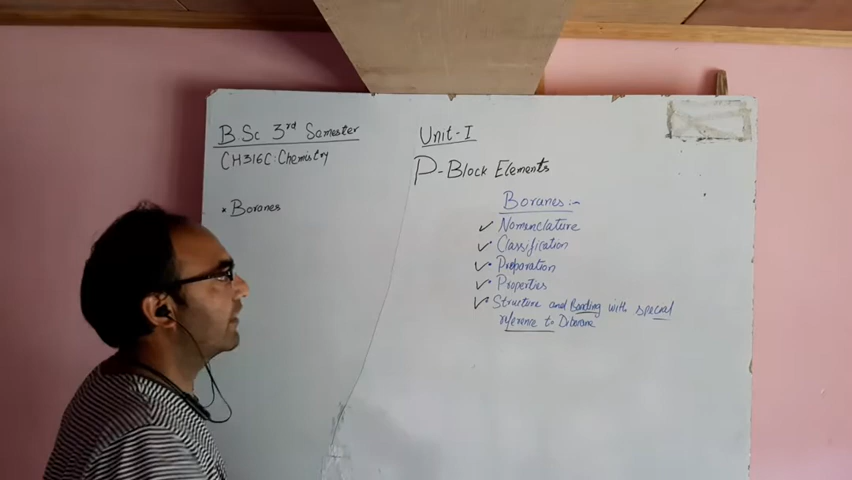 BSc 3rd Semester
CH316C: Chemistry
* Boranes
Unit-I
P-Block Elements
Boranes:-
✓ Nomenclature
✓ Classification
✓• Preparation
✓• Properties
✓• Structure and Bonding with special
reference to Diborane